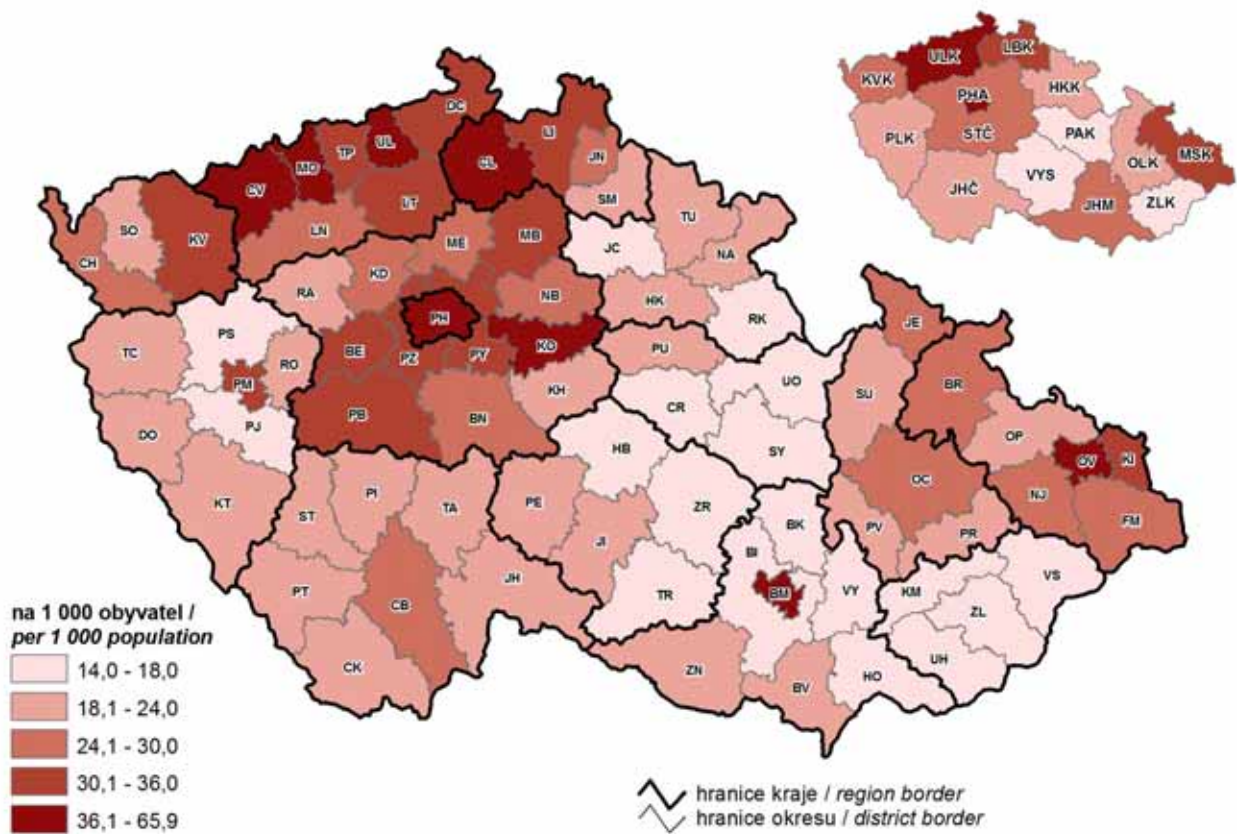 ULK
LBK
KVK
HKK
PHA
STČ
PAK
PLK
OLK
MSK
VYS
JHČ
JHM
ZLK
DC
UL
LI
TP
MO
CL
JN
CV
UT
SM
SO
KV
LN
TU
MB
ME
JC
CH
NA
KD
RA
NB
HK
PH
RK
PS
JE
TC
RO
BE
PZ
PY
KO
PU
PM
UO
BR
KH
SU
CR
PB
BN
PJ
DO
OP
HB
SY
OV
KI
OC
NJ
KT
PI
TA
PE
ZR
ST
FM
BK
PV
PR
JI
BI
VS
PT
JH
TR
BM
VY
KM
CB
ZL
UH
CK
ZN
HO
BV
na 1 000 obyvatel /
per 1 000 population
14,0 - 18,0
18,1 - 24,0
24,1 - 30,0
30,1 - 36,0
36,1 - 65,9
hranice kraje / region border
hranice okresu / district border